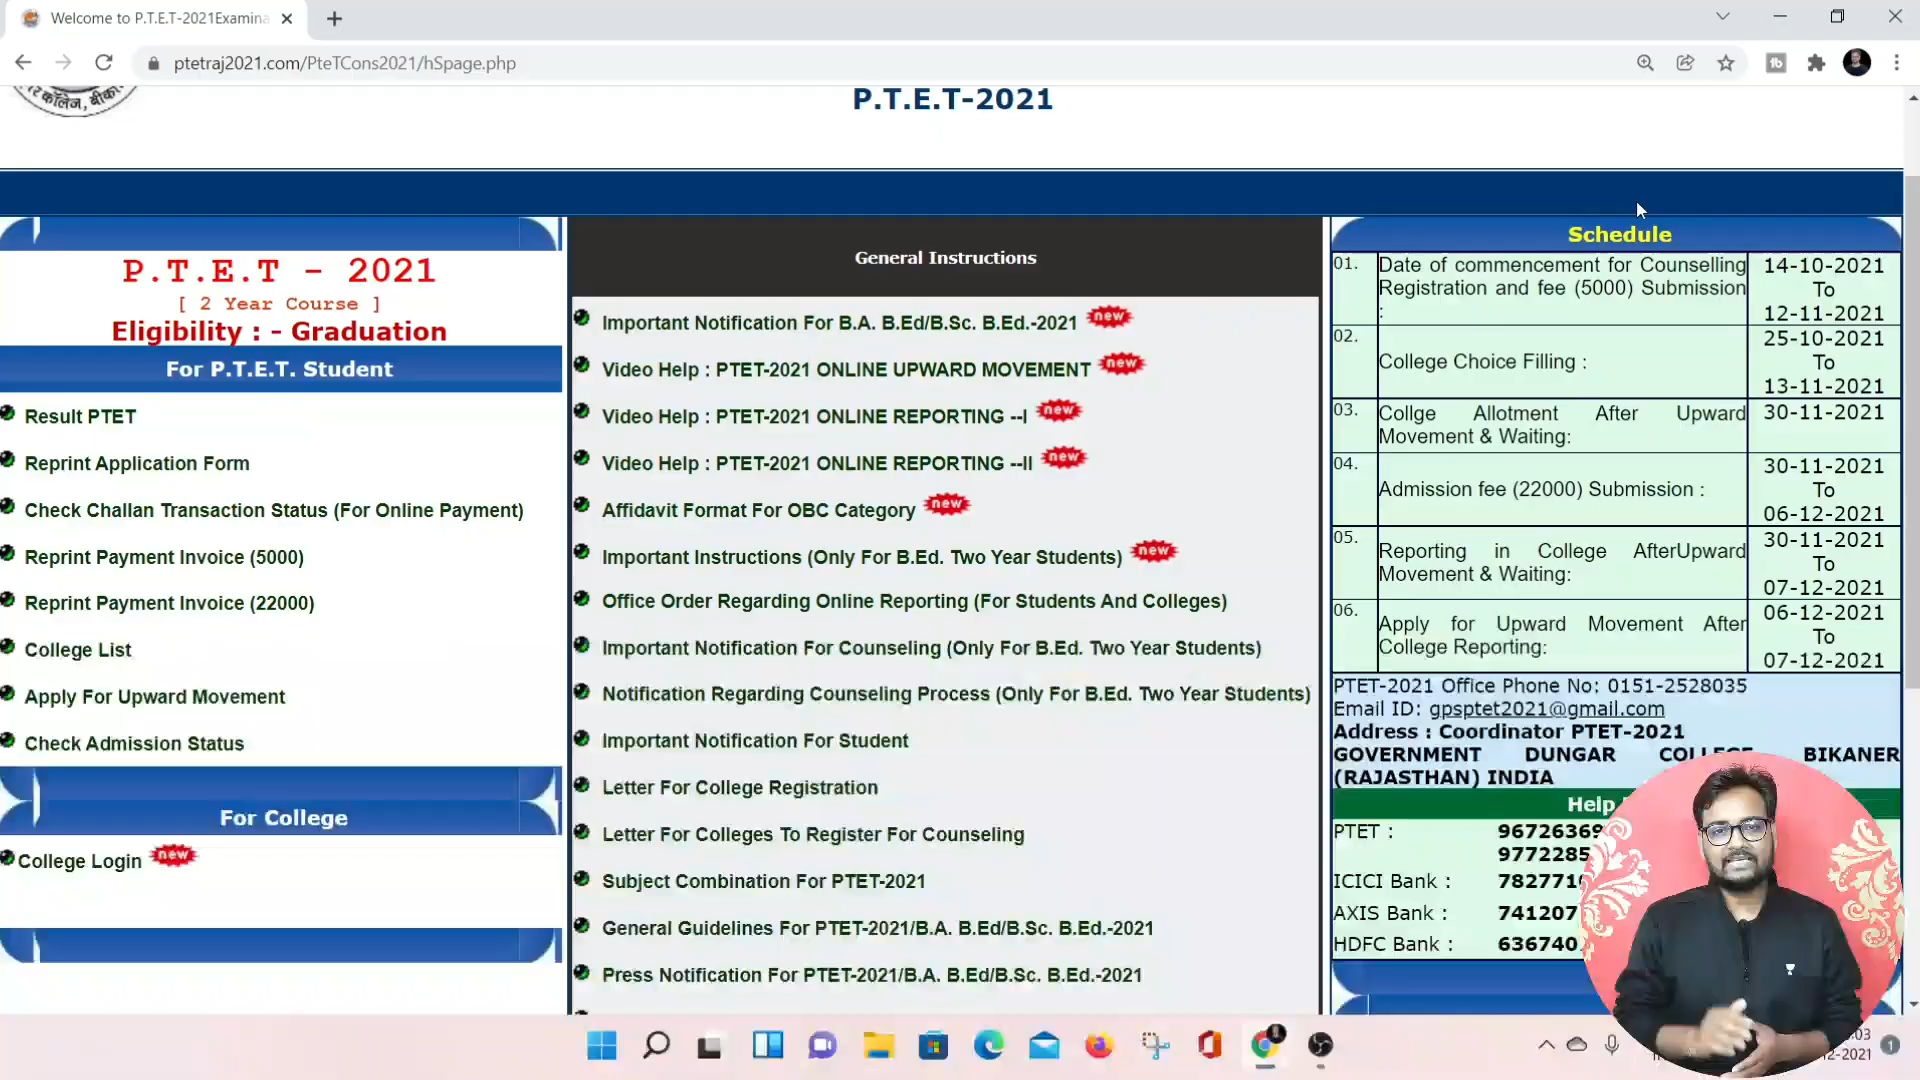 Welcome to P.T.E.T-2021Examina
ptetraj2021.com/PteTCons2021/hSpage.php
P.T.E.T-2021
P.T.E.T - 2021
[ 2 Year Course ]
Eligibility : - Graduation
For P.T.E.T. Student
Result PTET
Reprint Application Form
Check Challan Transaction Status (For Online Payment)
Reprint Payment Invoice (5000)
Reprint Payment Invoice (22000)
College List
Apply For Upward Movement
Check Admission Status
For College
College Login new
General Instructions
Important Notification For B.A. B.Ed/B.Sc. B.Ed.-2021 new
Video Help : PTET-2021 ONLINE UPWARD MOVEMENT new
Video Help : PTET-2021 ONLINE REPORTING --I new
Video Help : PTET-2021 ONLINE REPORTING --II new
Affidavit Format For OBC Category new
Important Instructions (Only For B.Ed. Two Year Students) new
Office Order Regarding Online Reporting (For Students And Colleges)
Important Notification For Counseling (Only For B.Ed. Two Year Students)
Notification Regarding Counseling Process (Only For B.Ed. Two Year Students)
Important Notification For Student
Letter For College Registration
Letter For Colleges To Register For Counseling
Subject Combination For PTET-2021
General Guidelines For PTET-2021/B.A. B.Ed/B.Sc. B.Ed.-2021
Press Notification For PTET-2021/B.A. B.Ed/B.Sc. B.Ed.-2021
Schedule
01. Date of commencement for Counselling 14-10-2021
Registration and fee (5000) Submission To
: 12-11-2021
02. 25-10-2021
College Choice Filling : To
13-11-2021
03. Collge Allotment After Upward 30-11-2021
Movement & Waiting:
04. 30-11-2021
Admission fee (22000) Submission : To
06-12-2021
05. 30-11-2021
Reporting in College AfterUpward To
Movement & Waiting: 07-12-2021
06. 06-12-2021
Apply for Upward Movement After To
College Reporting: 07-12-2021
PTET-2021 Office Phone No: 0151-2528035
Email ID: gpsptet2021@gmail.com
Address : Coordinator PTET-2021
GOVERNMENT DUNGAR COLLEGE BIKANER
(RAJASTHAN) INDIA
Help
PTET : 96726369
9772285
ICICI Bank : 782771
AXIS Bank : 741207
HDFC Bank : 63674
12-2021
1